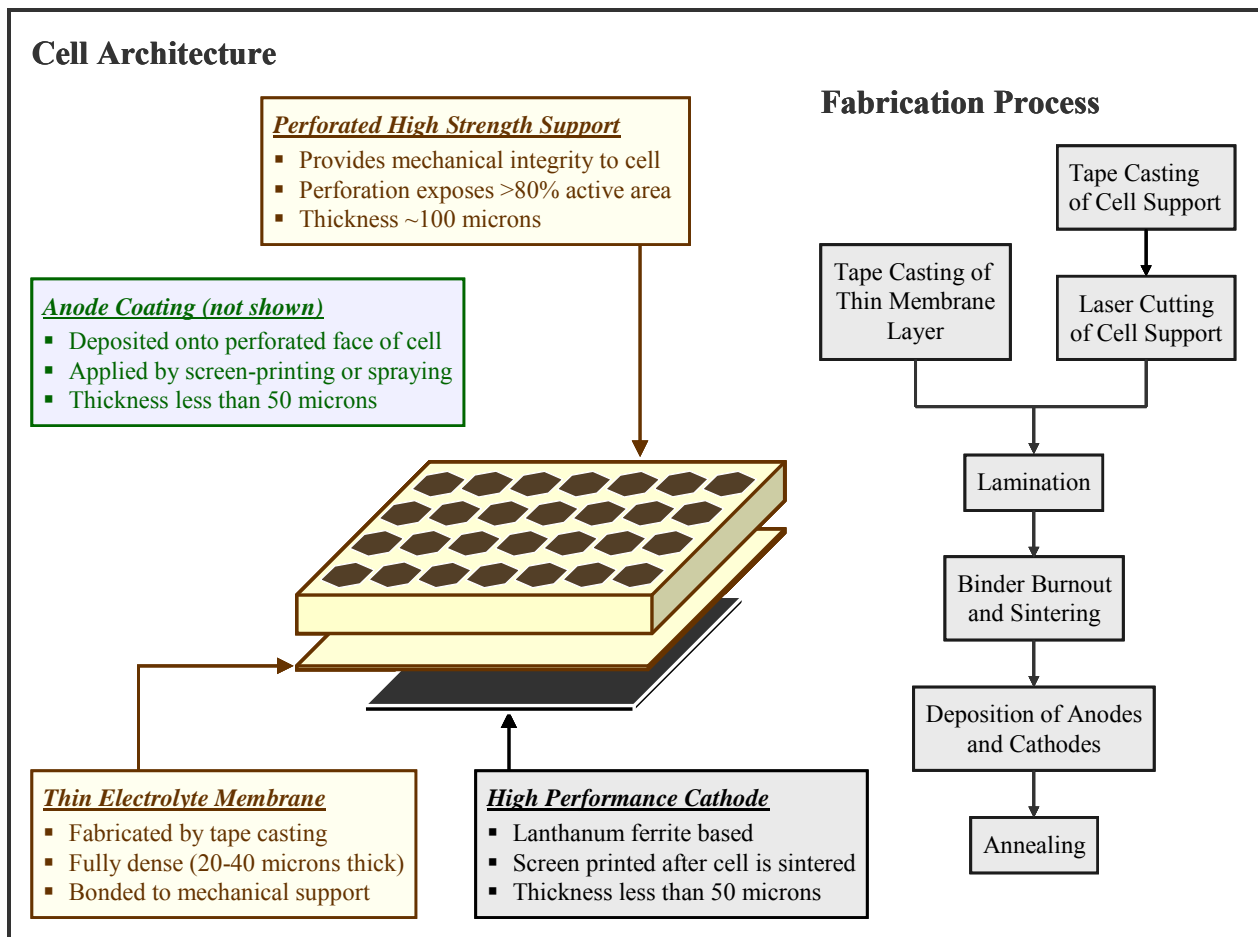 Cell Architecture
Perforated High Strength Support
▪ Provides mechanical integrity to cell
▪ Perforation exposes >80% active area
▪ Thickness ~100 microns
Anode Coating (not shown)
▪ Deposited onto perforated face of cell
▪ Applied by screen-printing or spraying
▪ Thickness less than 50 microns
Thin Electrolyte Membrane
▪ Fabricated by tape casting
▪ Fully dense (20-40 microns thick)
▪ Bonded to mechanical support
High Performance Cathode
▪ Lanthanum ferrite based
▪ Screen printed after cell is sintered
▪ Thickness less than 50 microns
Fabrication Process
Tape Casting
of Cell Support
Tape Casting of
Thin Membrane
Layer
Laser Cutting
of Cell Support
Lamination
Binder Burnout
and Sintering
Deposition of Anodes
and Cathodes
Annealing